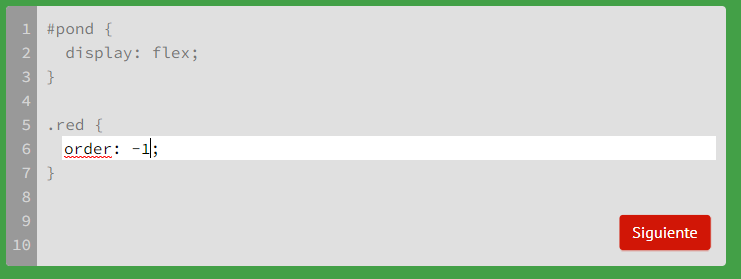 1 #pond {
2 display: flex;
3 }
4
5 .red {
6 order: -1;
7 }
8
9
10
Siguiente